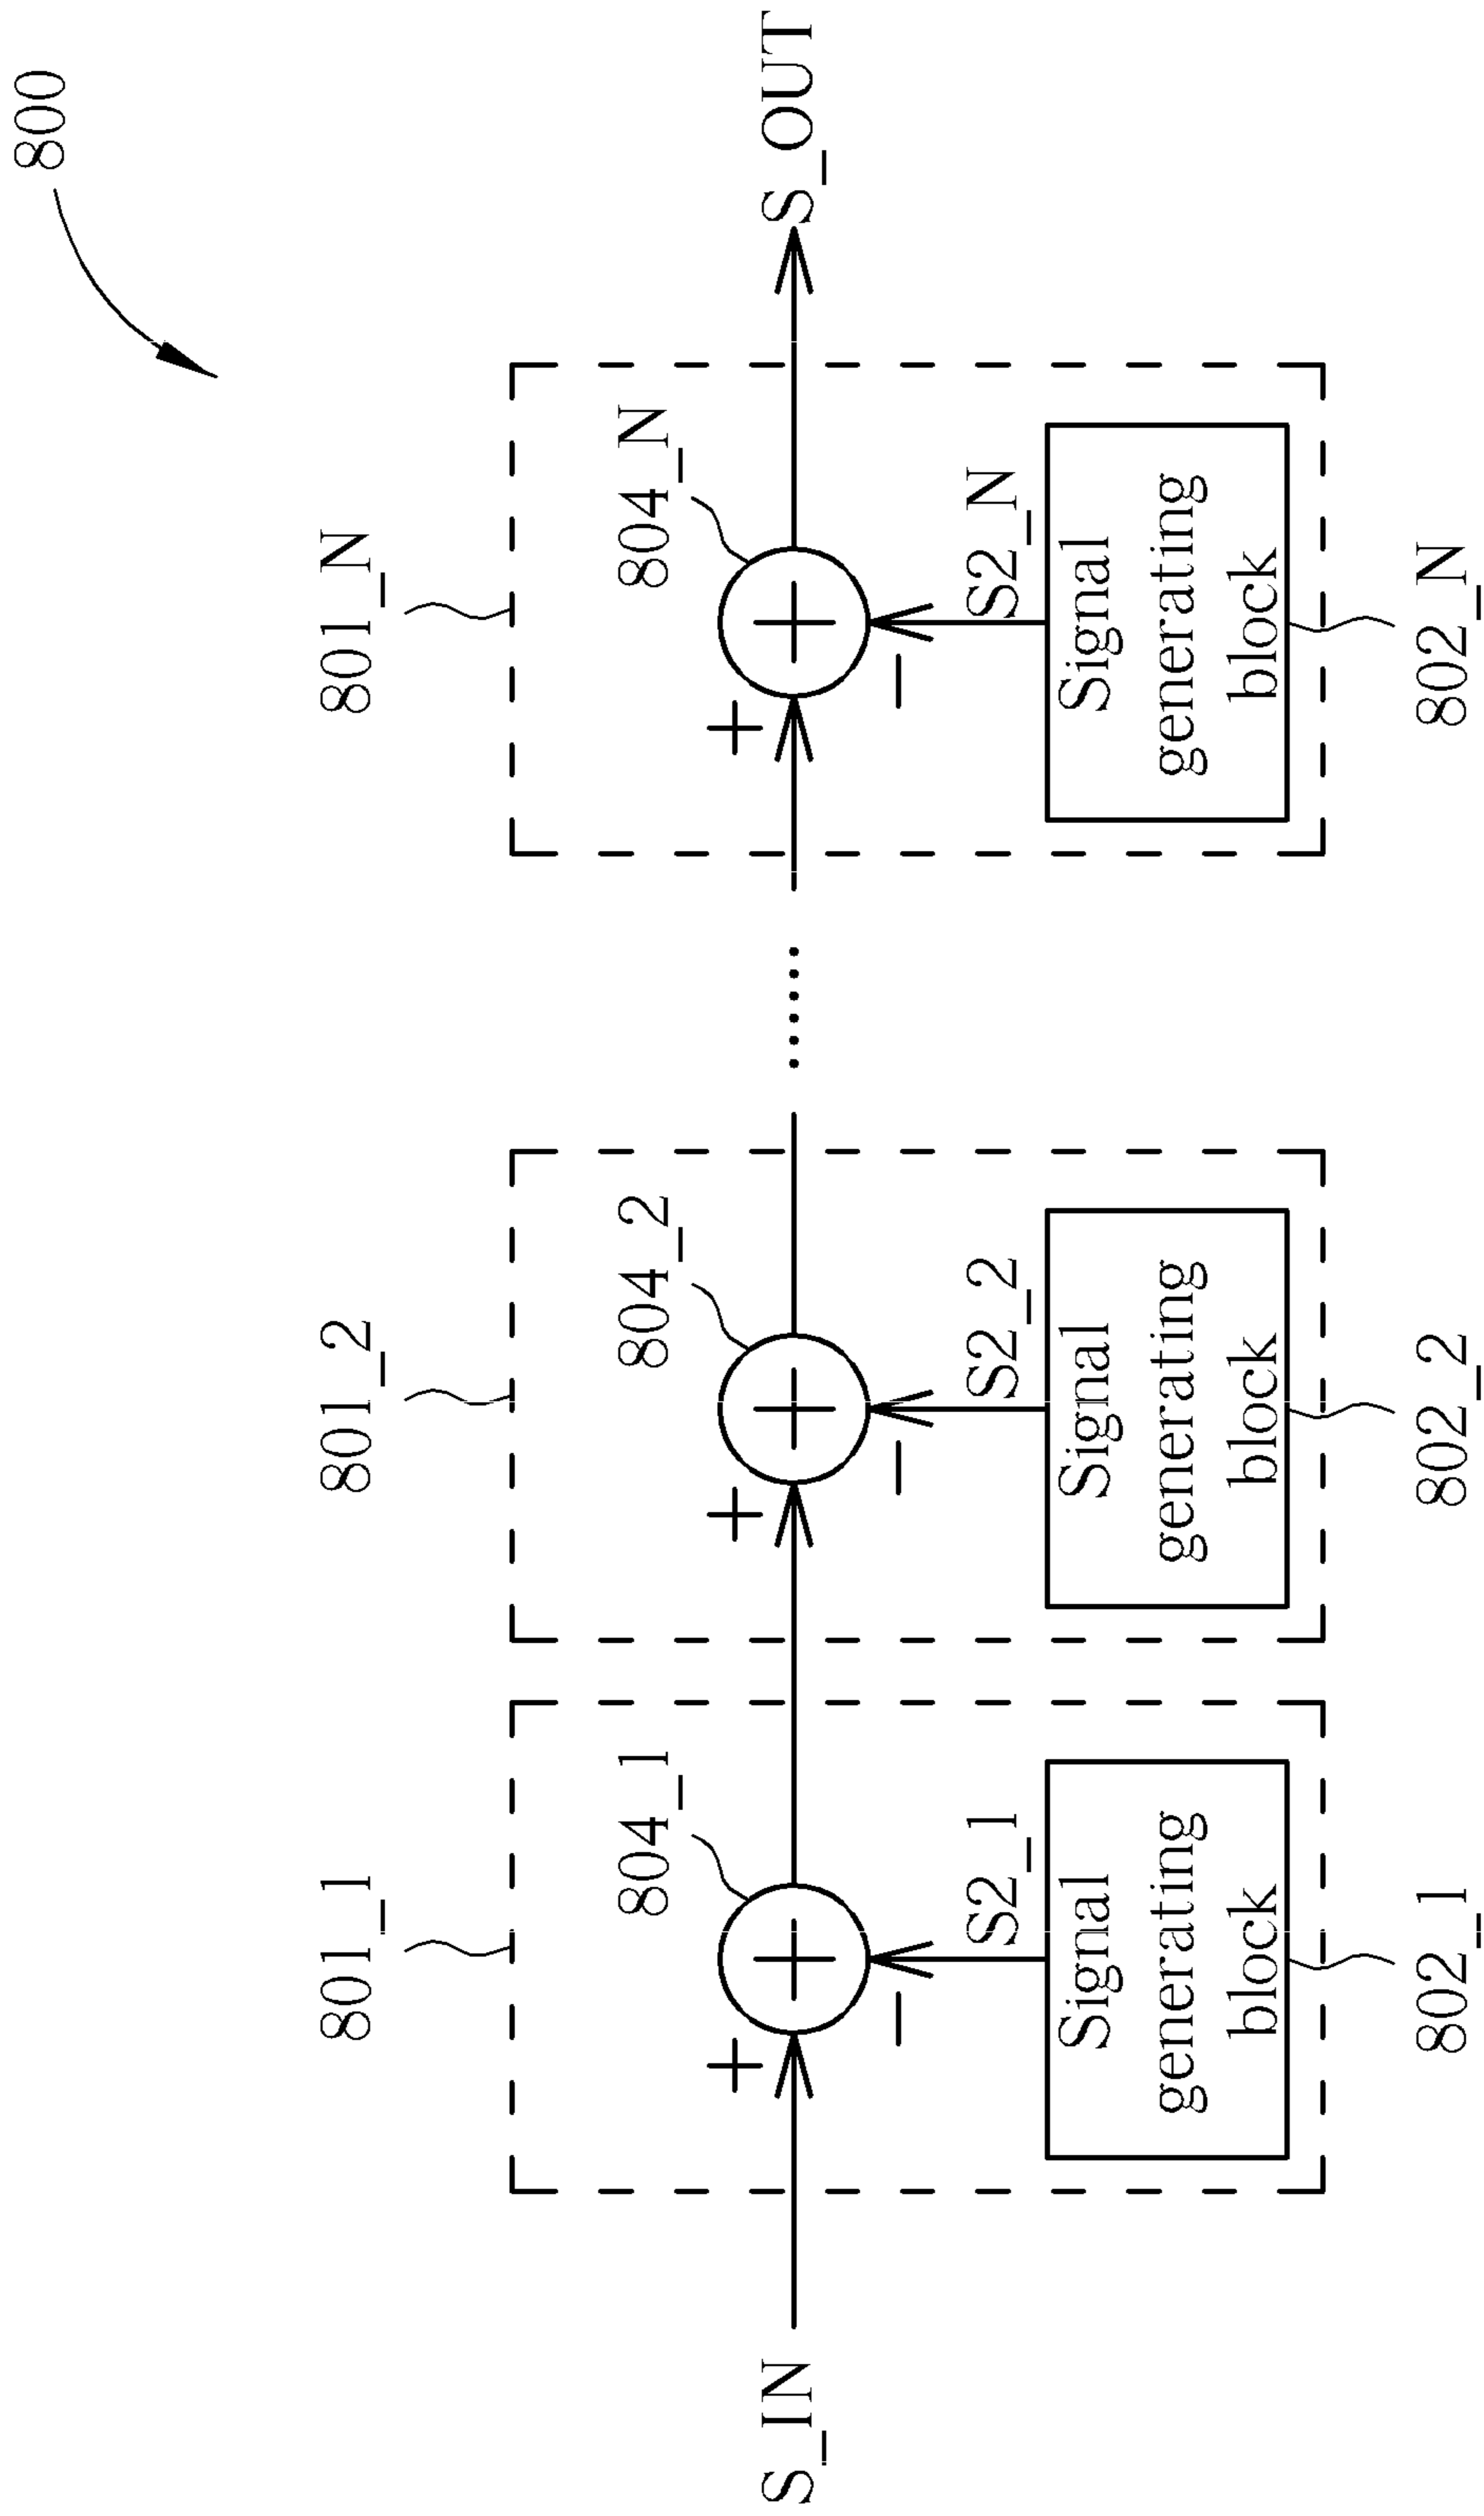 800
801_1
801_2
801_N
804_1
804_2
804_N
+
+
+
S_IN
S_OUT
−
−
−
S2_1
S2_2
S2_N
Signal
generating
block
Signal
generating
block
Signal
generating
block
802_1
802_2
802_N